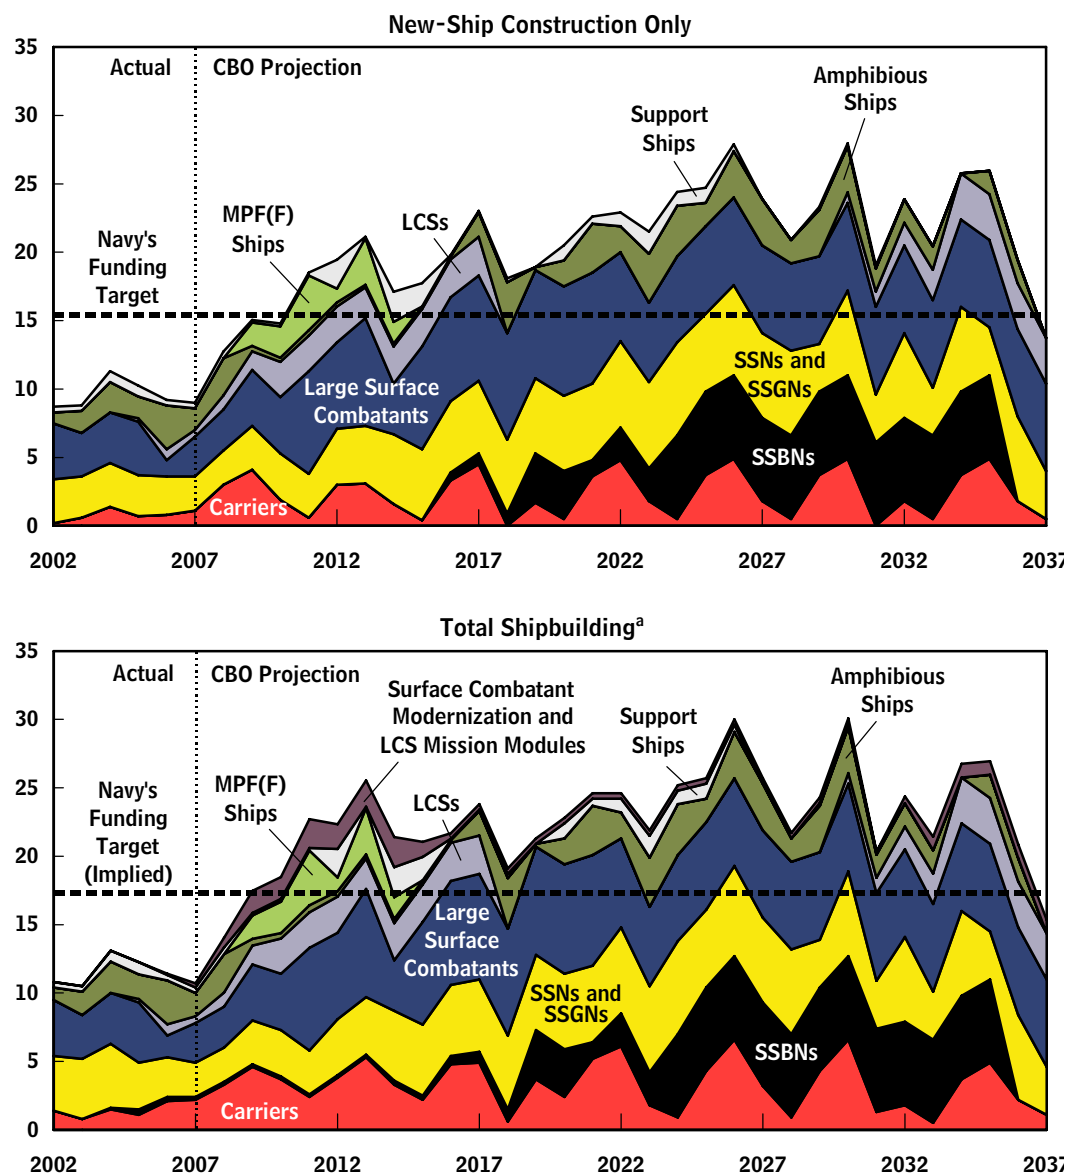 New-Ship Construction Only
35
Actual
CBO Projection
Amphibious
Ships
30
Support
Ships
25
MPF(F)
Ships
LCSs
20
Navy's
Funding
Target
15
10
Large Surface
Combatants
SSNs and
SSGNs
5
SSBNs
Carriers
0
2002 2007 2012 2017 2022 2027 2032 2037
Total Shipbuildingᵃ
35
Actual
CBO Projection
Surface Combatant
Modernization and
LCS Mission Modules
Amphibious
Ships
30
Support
Ships
25
MPF(F)
Ships
LCSs
Navy's
Funding
Target
(Implied)
20
15
Large
Surface
Combatants
10
SSNs and
SSGNs
5
SSBNs
Carriers
0
2002 2007 2012 2017 2022 2027 2032 2037